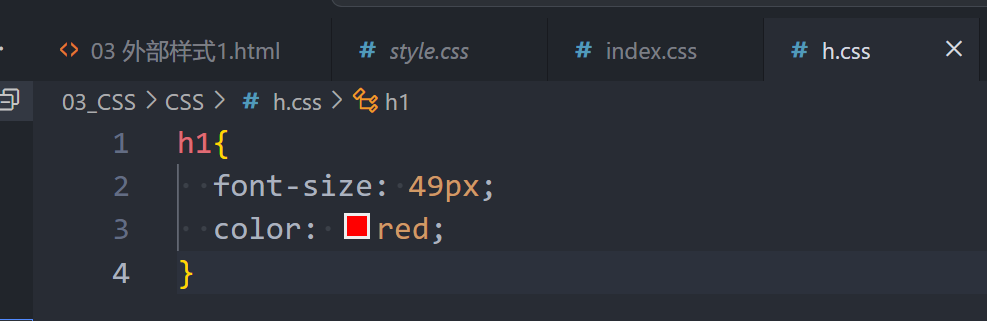 03 外部样式1.html
style.css
index.css
h.css
03_CSS > CSS > # h.css > h1
1 h1{
2 font-size: 49px;
3 color: red;
4 }